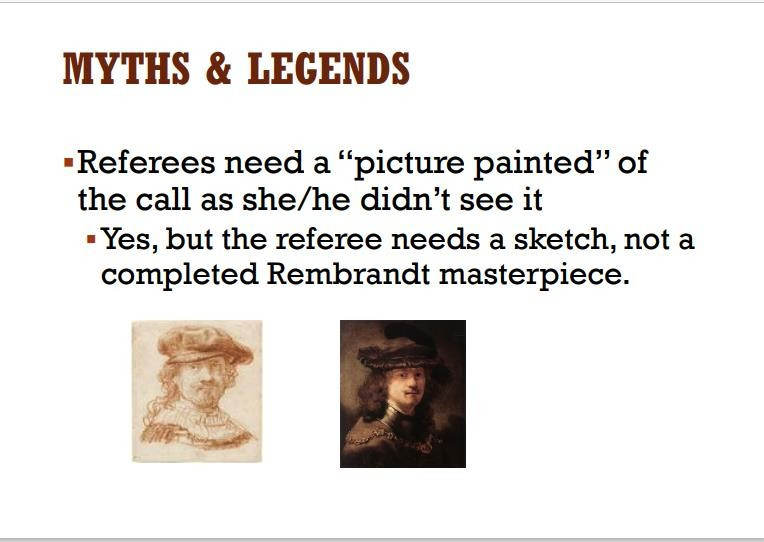 MYTHS & LEGENDS
▪Referees need a “picture painted” of
the call as she/he didn’t see it
▪Yes, but the referee needs a sketch, not a
completed Rembrandt masterpiece.